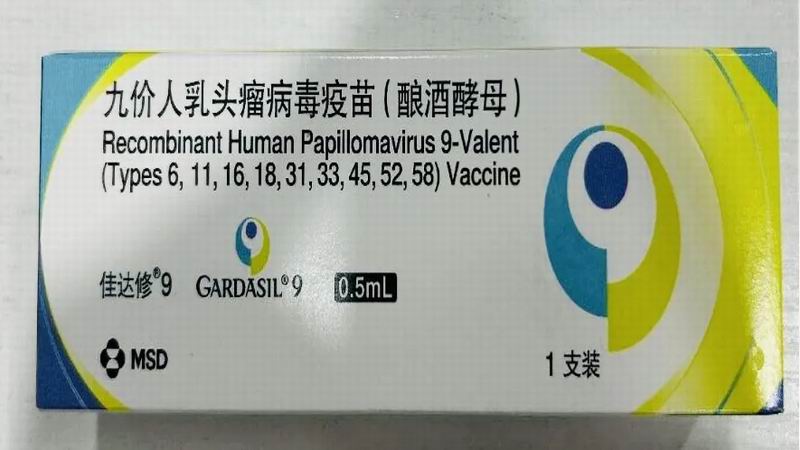 九价人乳头瘤病毒疫苗（酿酒酵母）
Recombinant Human Papillomavirus 9-Valent
(Types 6, 11, 16, 18, 31, 33, 45, 52, 58) Vaccine
佳达修®9 GARDASIL®9 0.5mL
MSD
1 支装